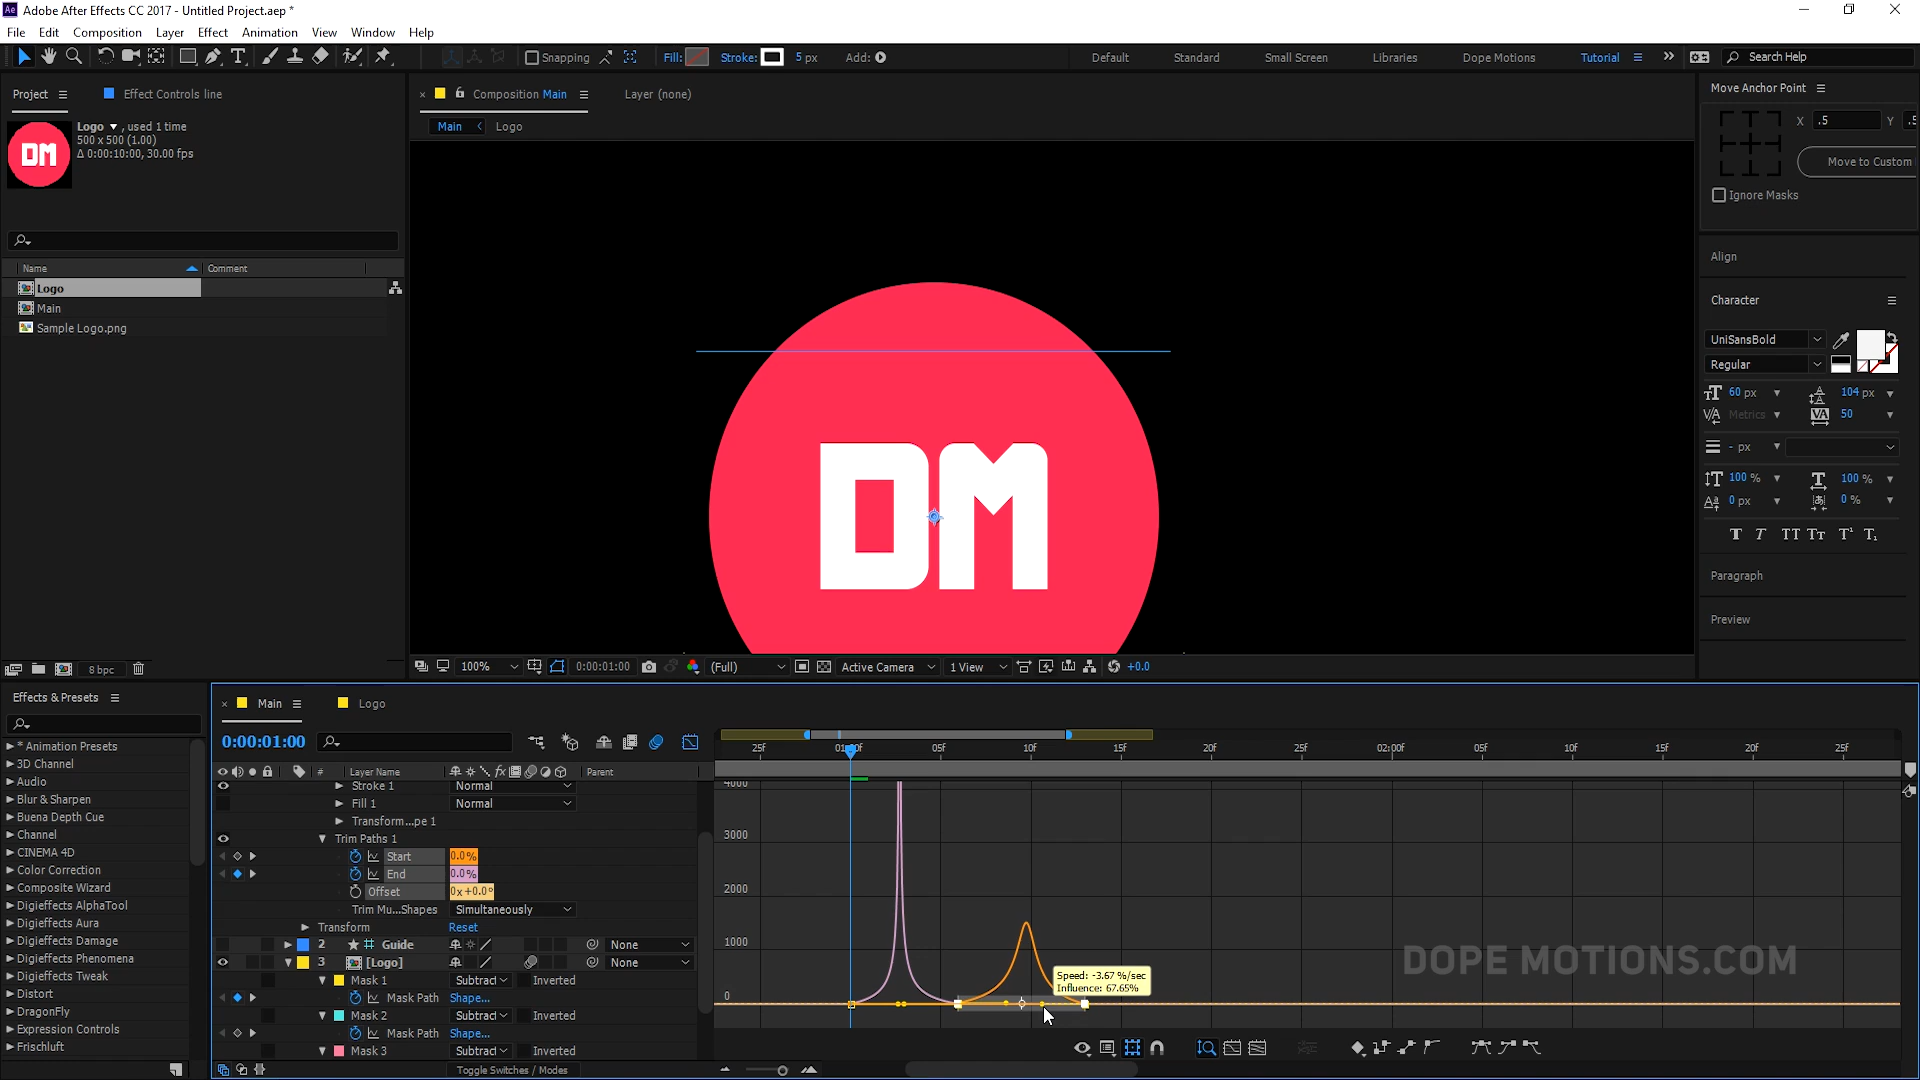 Adobe After Effects CC 2017 - Untitled Project.aep *
File Edit Composition Layer Effect Animation View Window Help
Snapping
Fill:
Stroke:
5 px
Add:
Default
Standard
Small Screen
Libraries
Dope Motions
Tutorial
Search Help
Project
Effect Controls line
Composition Main
Layer (none)
Move Anchor Point
Main
Logo
Logo ▼ , used 1 time
500 x 500 (1.00)
Δ 0:00:10:00, 30.00 fps
DM
X .5 Y
Move to Custom
Ignore Masks
Name
Comment
Logo
Main
Sample Logo.png
DM
Align
Character
UniSansBold
Regular
60 px
104 px
Metrics
50
- px
100 %
100 %
0 px
0 %
Paragraph
Preview
8 bpc
100%
0:00:01:00
(Full)
Active Camera
1 View
+0.0
Effects & Presets
* Animation Presets
3D Channel
Audio
Blur & Sharpen
Buena Depth Cue
Channel
CINEMA 4D
Color Correction
Composite Wizard
Digieffects AlphaTool
Digieffects Aura
Digieffects Damage
Digieffects Phenomena
Digieffects Tweak
Distort
DragonFly
Expression Controls
Frischluft
Main
Logo
0:00:01:00
# Layer Name
Parent
Stroke 1 Normal
Fill 1 Normal
Transform...pe 1
Trim Paths 1
Start 0.0%
End 0.0%
Offset 0x+0.0°
Trim Mu...Shapes Simultaneously
Transform Reset
2 Guide None
3 [Logo] None
Mask 1 Subtract Inverted
Mask Path Shape...
Mask 2 Subtract Inverted
Mask Path Shape...
Mask 3 Subtract Inverted
Toggle Switches / Modes
25f 05f 10f 15f 20f 25f 02:00f 05f 10f 15f 20f 25f
4000
3000
2000
1000
0
Speed: -3.67 %/sec
Influence: 67.65%
DOPE MOTIONS.COM